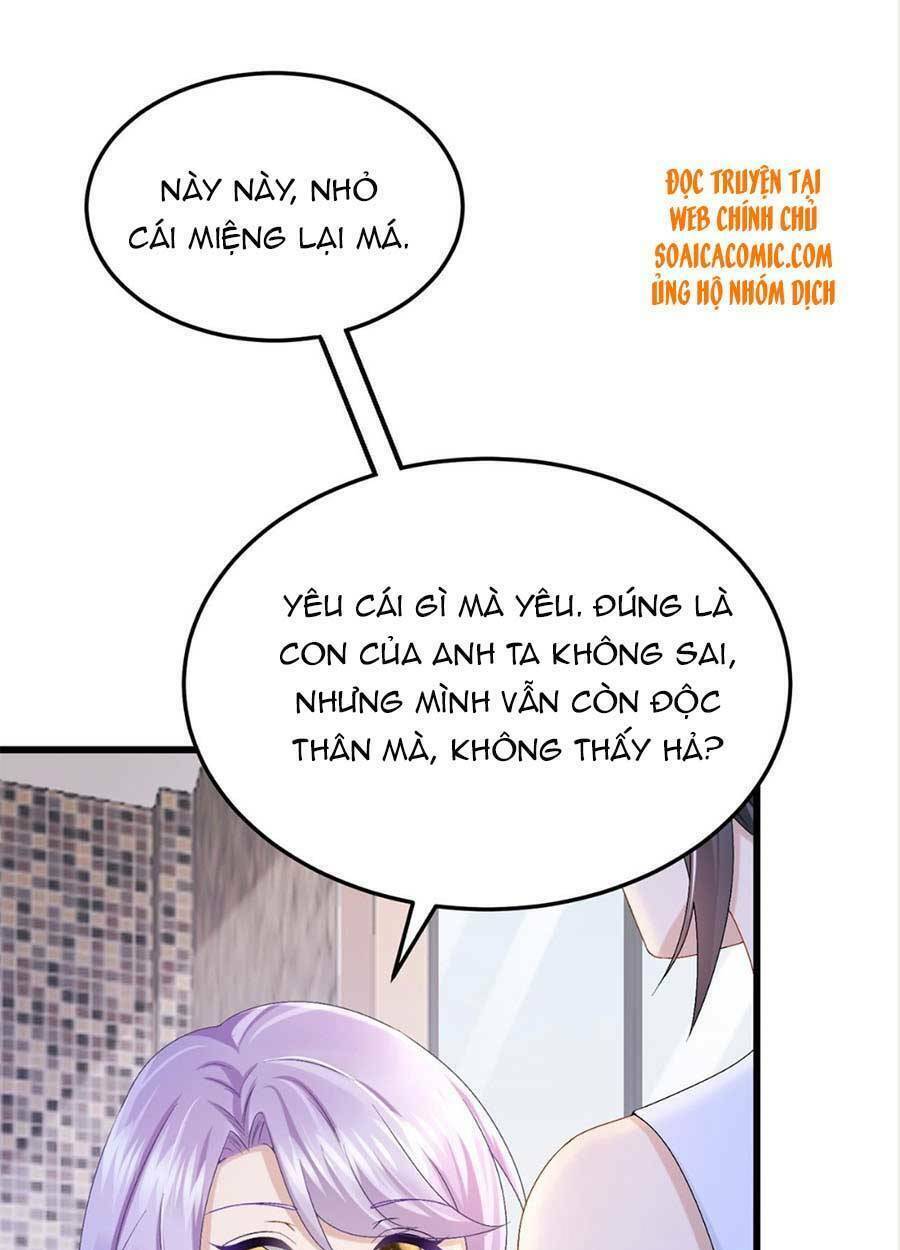 NÀY NÀY, NHỎ
CÁI MIỆNG LẠI MÁ.
ĐỌC TRUYỆN TẠI
WEB CHÍNH CHỦ
SOAICACOMIC.COM
ỦNG HỘ NHÓM DỊCH
YÊU CÁI GÌ MÀ YÊU. ĐÚNG LÀ
CON CỦA ANH TA KHÔNG SAI,
NHƯNG MÌNH VẪN CÒN ĐỘC
THÂN MÀ, KHÔNG THẤY HẢ?